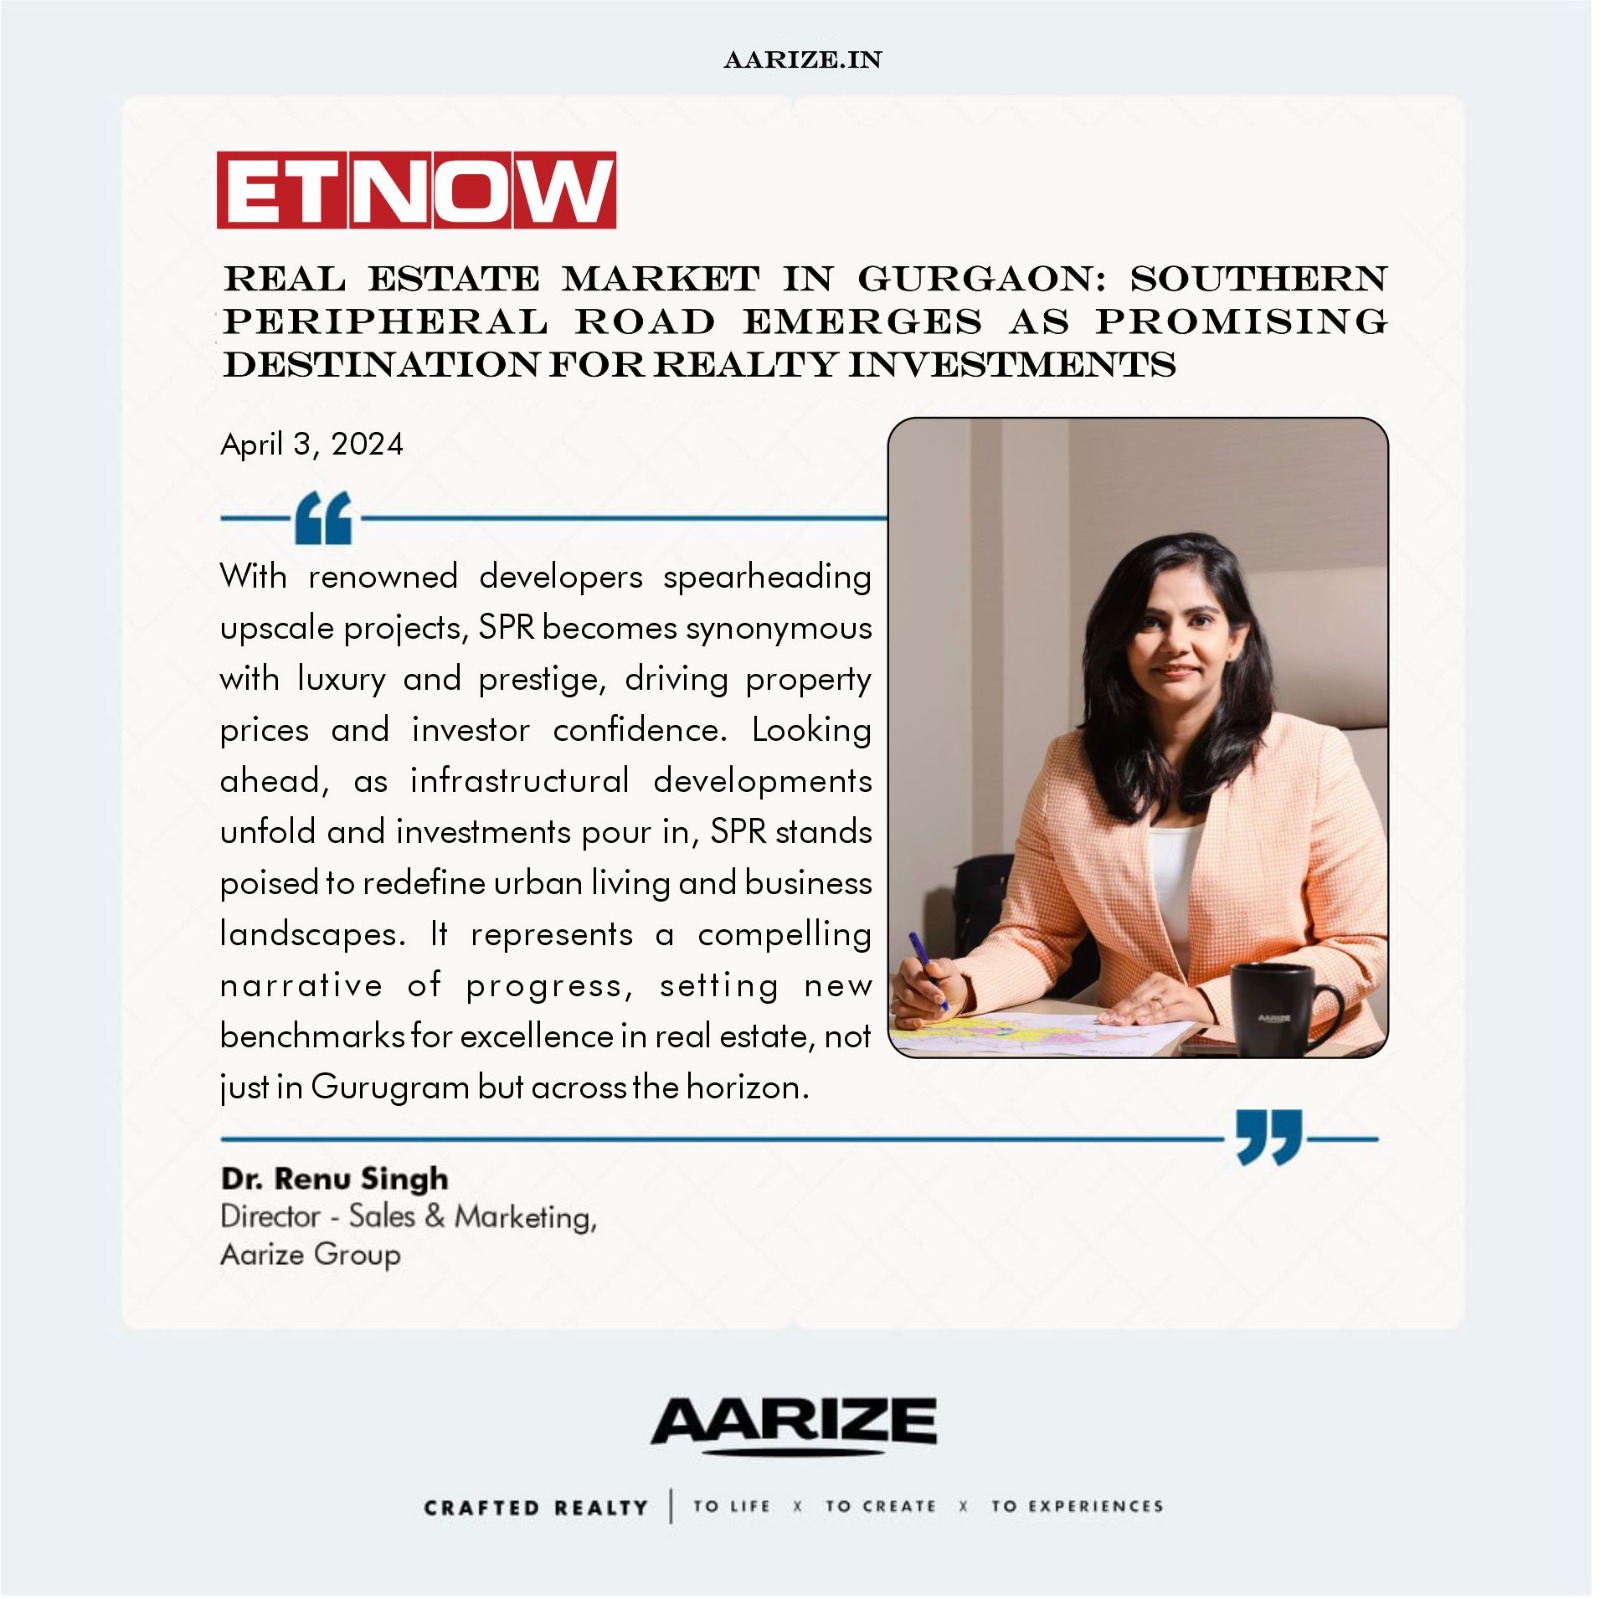 AARIZE.IN
ETNOW
REAL ESTATE MARKET IN GURGAON: SOUTHERN
PERIPHERAL ROAD EMERGES AS PROMISING
DESTINATION FOR REALTY INVESTMENTS
April 3, 2024
“
With renowned developers spearheading
upscale projects, SPR becomes synonymous
with luxury and prestige, driving property
prices and investor confidence. Looking
ahead, as infrastructural developments
unfold and investments pour in, SPR stands
poised to redefine urban living and business
landscapes. It represents a compelling
narrative of progress, setting new
benchmarks for excellence in real estate, not
just in Gurugram but across the horizon.
”
AARIZE
Dr. Renu Singh
Director - Sales & Marketing,
Aarize Group
AARIZE
CRAFTED REALTY | TO LIFE X TO CREATE X TO EXPERIENCES